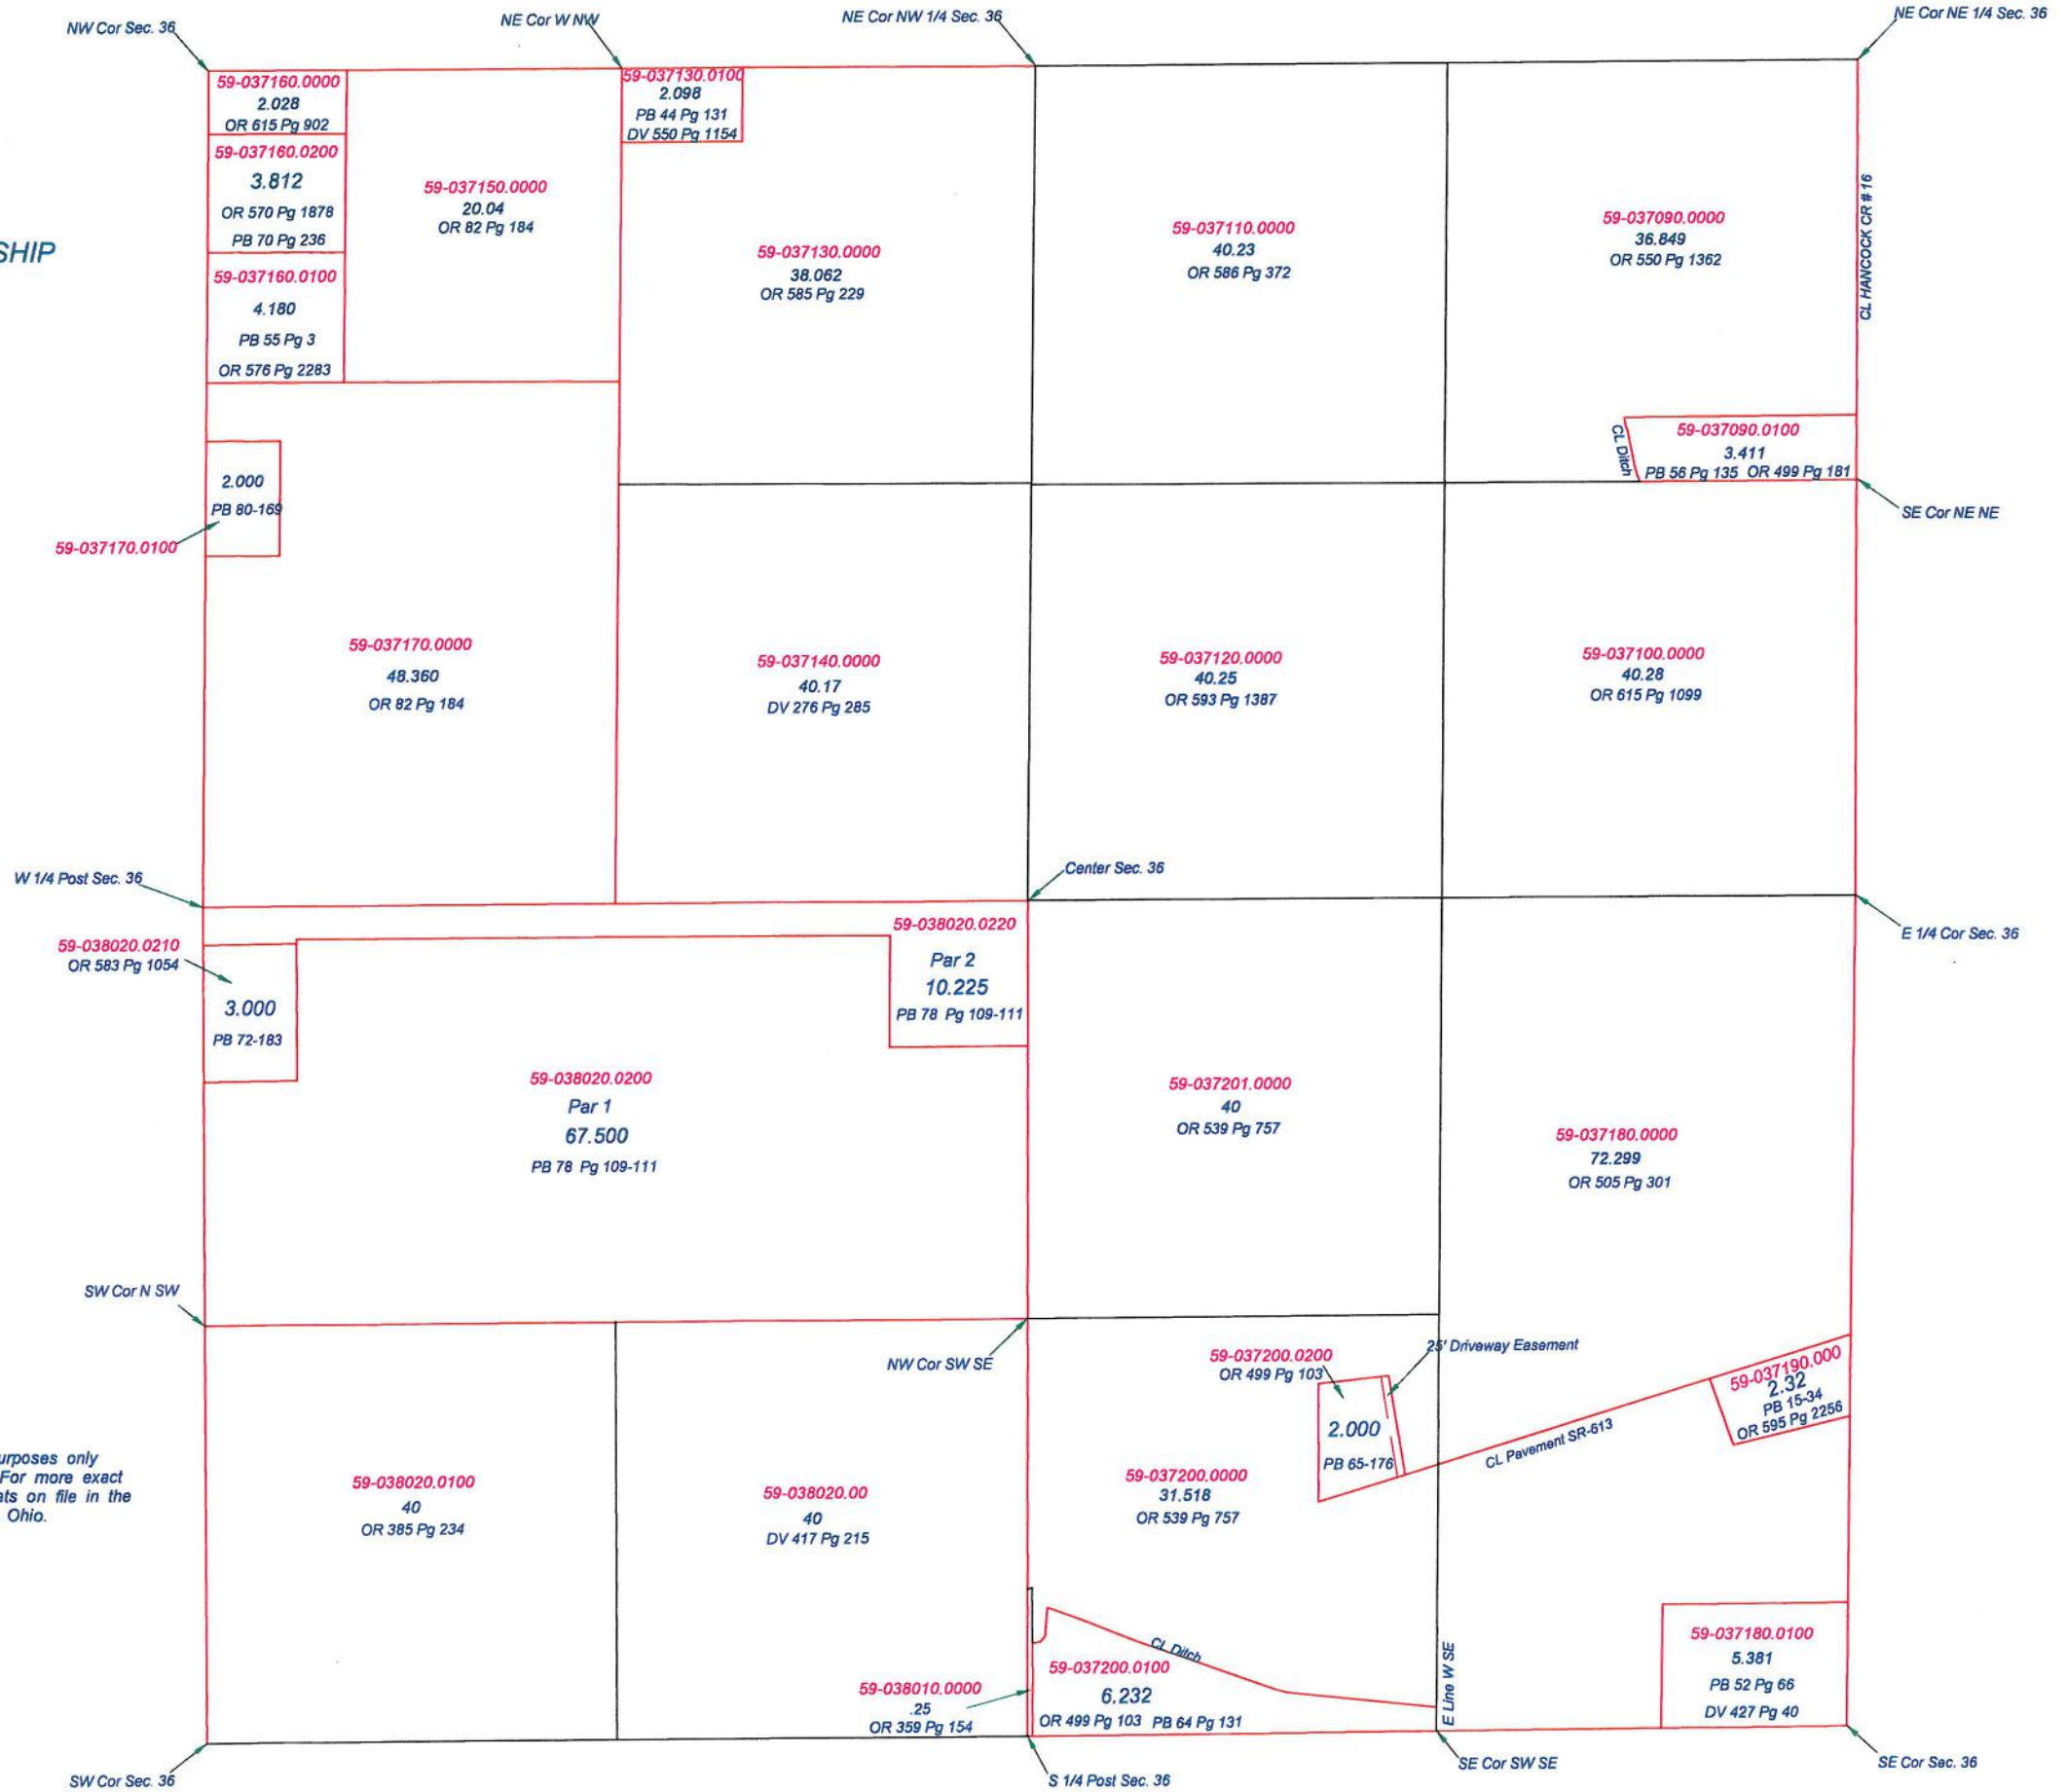 NW Cor Sec. 36
NE Cor W NW
NE Cor NW 1/4 Sec. 36
NE Cor NE 1/4 Sec. 36
59-037160.0000
2.028
OR 615 Pg 902
59-037160.0200
3.812
OR 570 Pg 1878
PB 70 Pg 236
59-037160.0100
4.180
PB 55 Pg 3
OR 576 Pg 2283
59-037150.0000
20.04
OR 82 Pg 184
59-037130.0100
2.098
PB 44 Pg 131
DV 550 Pg 1154
59-037130.0000
38.062
OR 585 Pg 229
59-037110.0000
40.23
OR 586 Pg 372
59-037090.0000
36.849
OR 550 Pg 1362
CL HANCOCK CR # 16
SHIP
CL Ditch
59-037090.0100
3.411
PB 56 Pg 135 OR 499 Pg 181
SE Cor NE NE
2.000
PB 80-169
59-037170.0100
59-037170.0000
48.360
OR 82 Pg 184
59-037140.0000
40.17
DV 276 Pg 285
59-037120.0000
40.25
OR 593 Pg 1387
59-037100.0000
40.28
OR 615 Pg 1099
W 1/4 Post Sec. 36
Center Sec. 36
E 1/4 Cor Sec. 36
59-038020.0210
OR 583 Pg 1054
3.000
PB 72-183
59-038020.0220
Par 2
10.225
PB 78 Pg 109-111
59-038020.0200
Par 1
67.500
PB 78 Pg 109-111
59-037201.0000
40
OR 539 Pg 757
59-037180.0000
72.299
OR 505 Pg 301
SW Cor N SW
NW Cor SW SE
59-037200.0200
OR 499 Pg 103
25' Driveway Easement
2.000
PB 65-176
CL Pavement SR-613
59-037190.000
2.32
PB 15-34
OR 595 Pg 2256
urposes only
For more exact
ats on file in the
Ohio.
59-038020.0100
40
OR 385 Pg 234
59-038020.00
40
DV 417 Pg 215
59-037200.0000
31.518
OR 539 Pg 757
CL Ditch
59-037200.0100
6.232
OR 499 Pg 103 PB 64 Pg 131
59-038010.0000
.25
OR 359 Pg 154
E Line W SE
59-037180.0100
5.381
PB 52 Pg 66
DV 427 Pg 40
SW Cor Sec. 36
S 1/4 Post Sec. 36
SE Cor SW SE
SE Cor Sec. 36